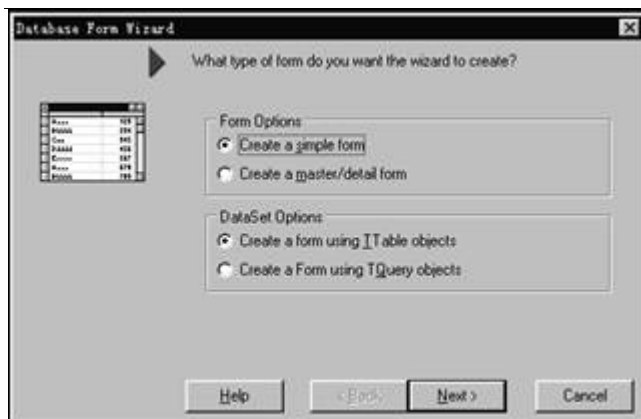 Database Form Wizard
What type of form do you want the wizard to create?
Form Options
Create a simple form
Create a master/detail form
DataSet Options
Create a form using TTable objects
Create a Form using TQuery objects
Help
< Back
Next >
Cancel